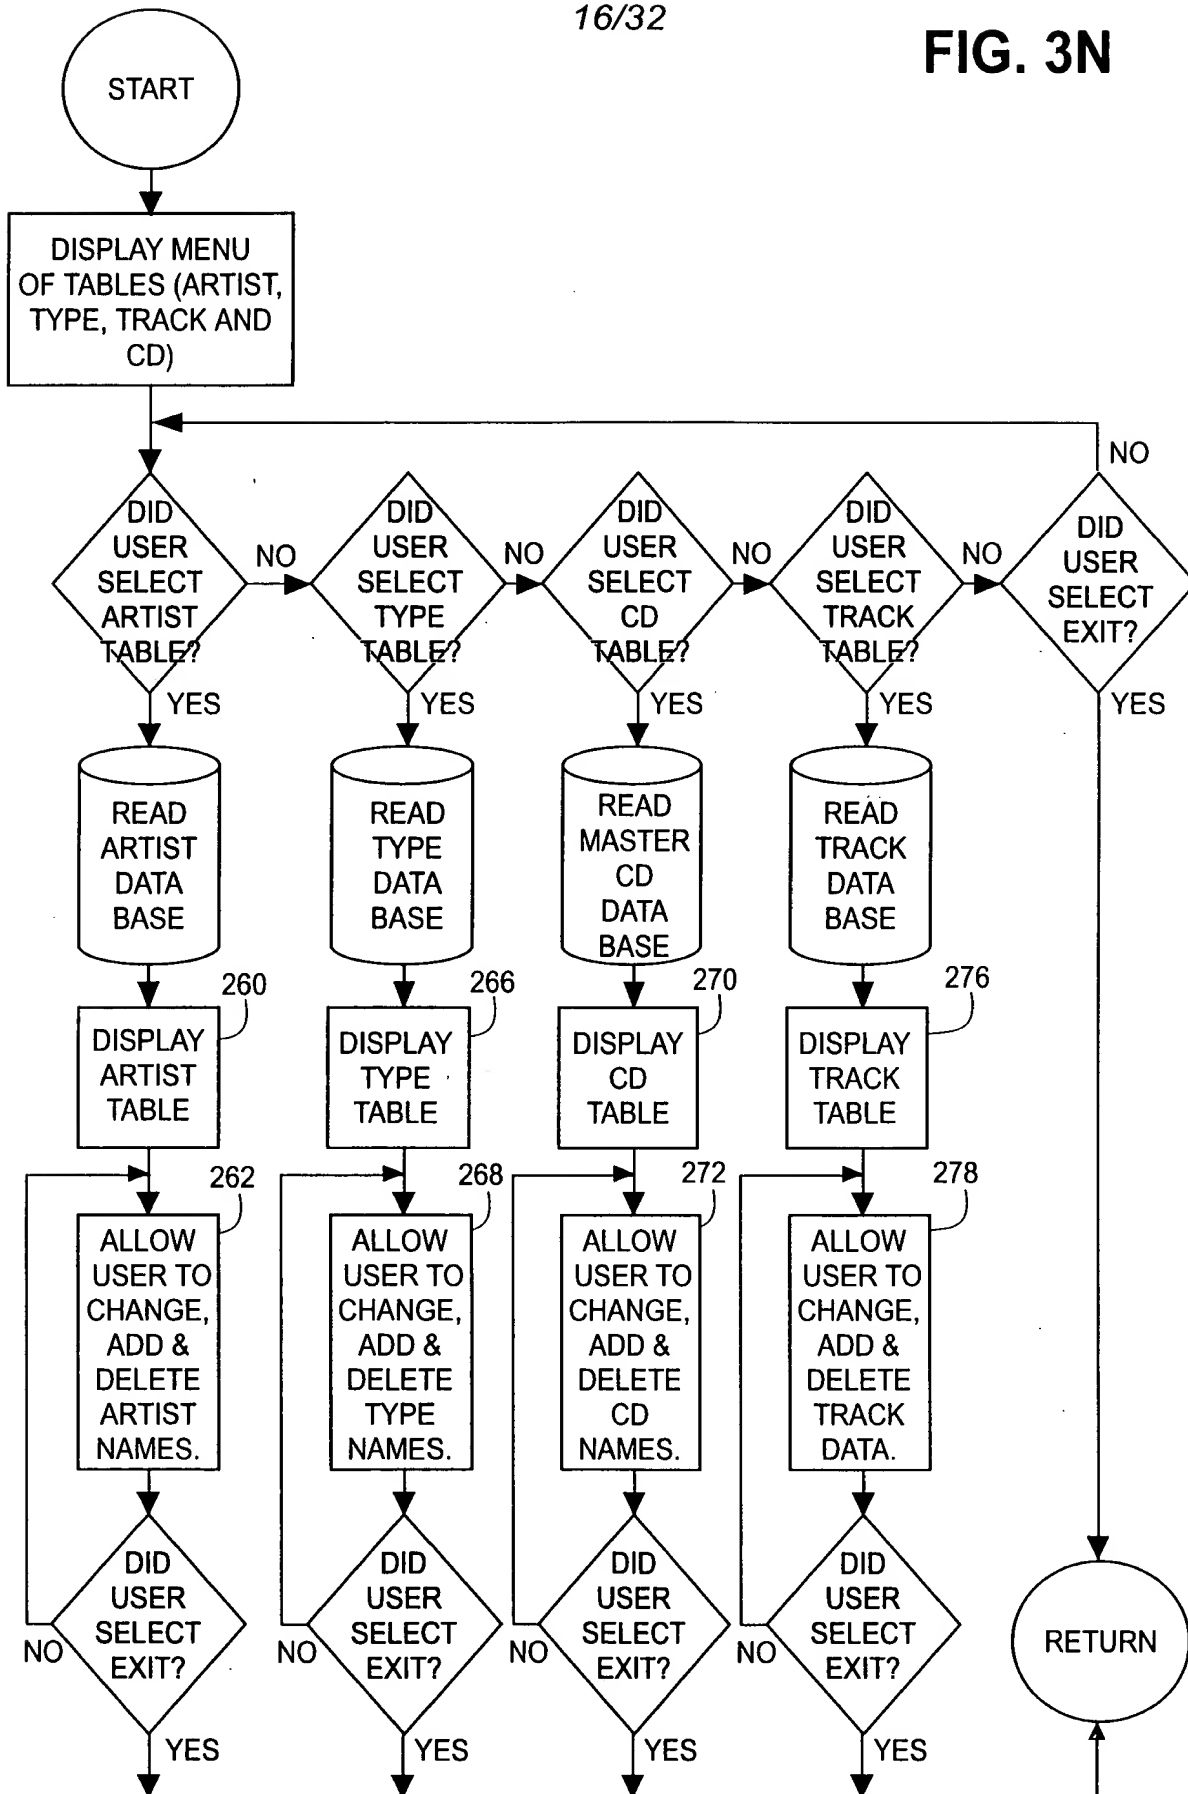 16/32
FIG. 3N
START
DISPLAY MENU
OF TABLES (ARTIST,
TYPE, TRACK AND
CD)
DID
USER
SELECT
ARTIST
TABLE?
NO
YES
DID
USER
SELECT
TYPE
TABLE?
NO
YES
DID
USER
SELECT
CD
TABLE?
NO
YES
DID
USER
SELECT
TRACK
TABLE?
NO
YES
DID
USER
SELECT
EXIT?
NO
YES
READ
ARTIST
DATA
BASE
READ
TYPE
DATA
BASE
READ
MASTER
CD
DATA
BASE
READ
TRACK
DATA
BASE
260
DISPLAY
ARTIST
TABLE
266
DISPLAY
TYPE
TABLE
270
DISPLAY
CD
TABLE
276
DISPLAY
TRACK
TABLE
262
ALLOW
USER TO
CHANGE,
ADD &
DELETE
ARTIST
NAMES.
268
ALLOW
USER TO
CHANGE,
ADD &
DELETE
TYPE
NAMES.
272
ALLOW
USER TO
CHANGE,
ADD &
DELETE
CD
NAMES.
278
ALLOW
USER TO
CHANGE,
ADD &
DELETE
TRACK
DATA.
DID
USER
SELECT
EXIT?
NO
YES
DID
USER
SELECT
EXIT?
NO
YES
DID
USER
SELECT
EXIT?
NO
YES
DID
USER
SELECT
EXIT?
NO
YES
RETURN